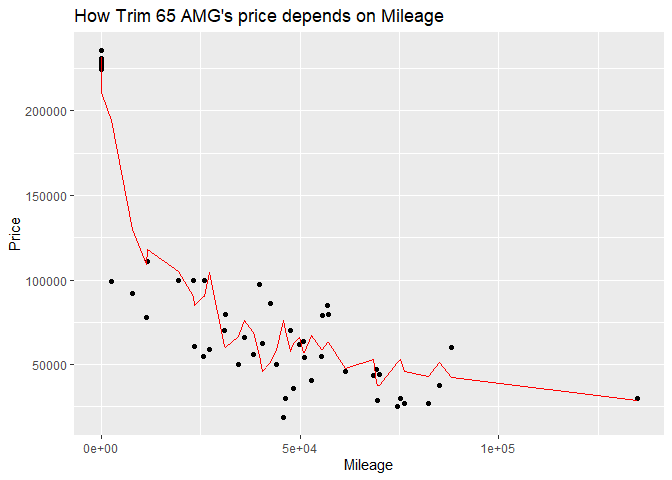 How Trim 65 AMG's price depends on Mileage
Price
200000
150000
100000
50000
0e+00
5e+04
1e+05
Mileage